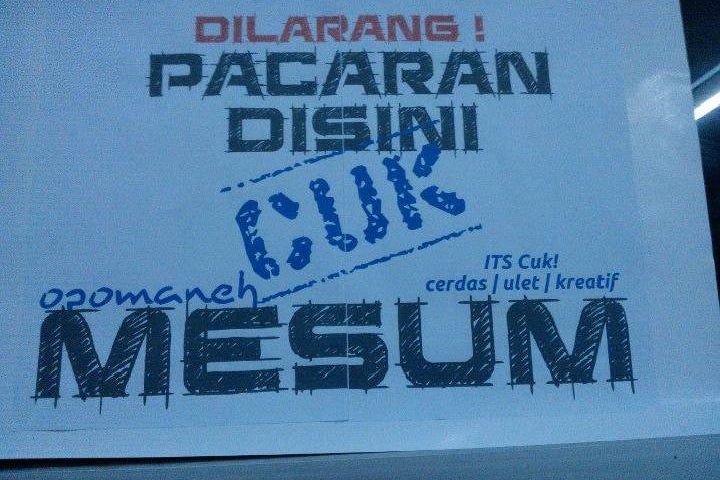 DILARANG !
PACARAN
DISINI
CUK
ITS Cuk!
cerdas | ulet | kreatif
opomaneh
MESUM